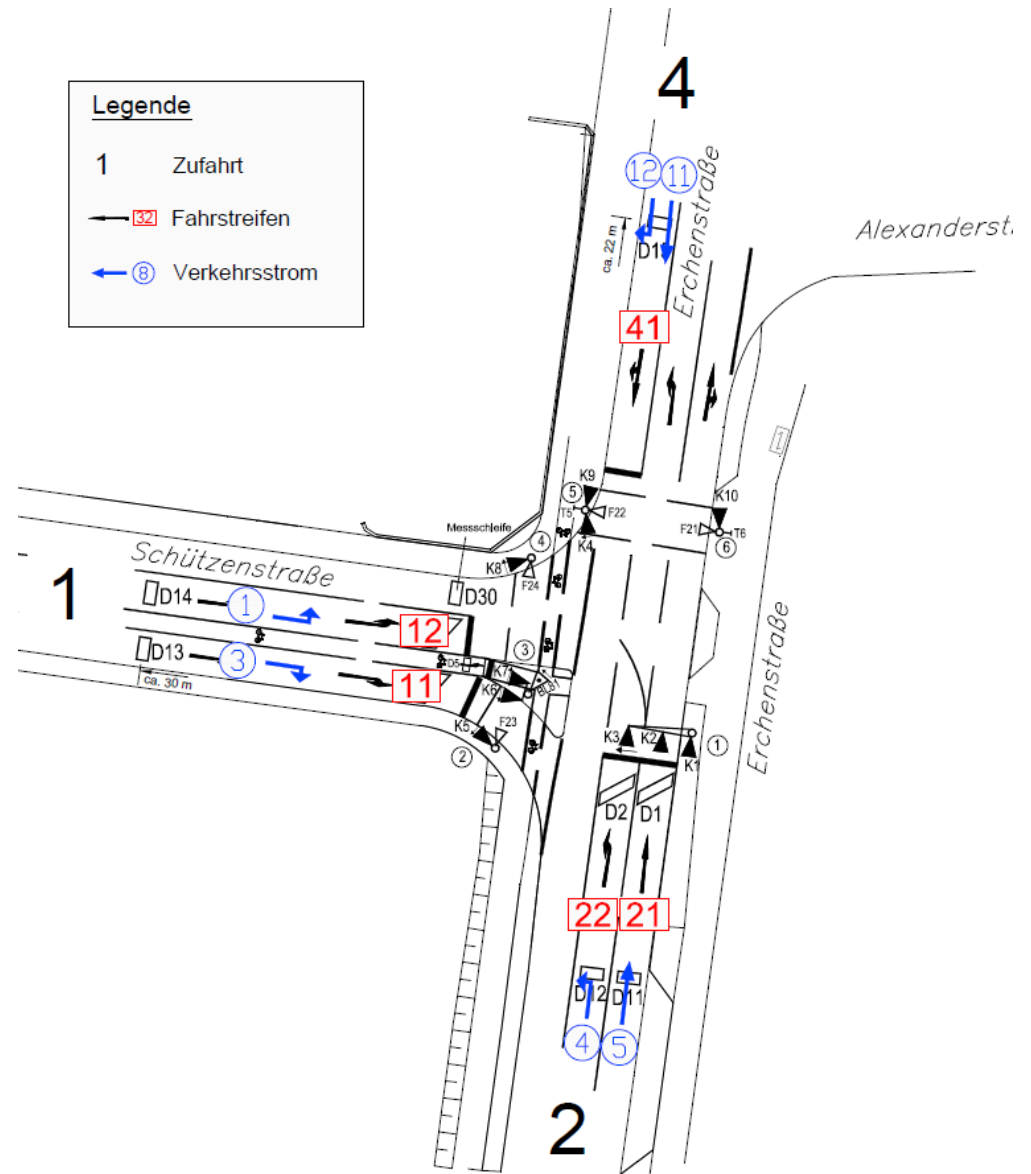 Legende
1 Zufahrt
32 Fahrstreifen
8 Verkehrsstrom
4
12 11
D1
ca. 22 m
Erchenstraße
Alexanderst
41
1
K9
5
T5
F22
K4
K10
F21
T6
6
Messschleife
4
K8
F24
Schützenstraße
1
D14
1
D30
12
D13
3
11
ca. 30 m
D5
3
K7
K6
BL81
K5
F23
2
K3
K2
K1
1
Erchenstraße
D2
D1
22 21
D12
D11
4 5
2